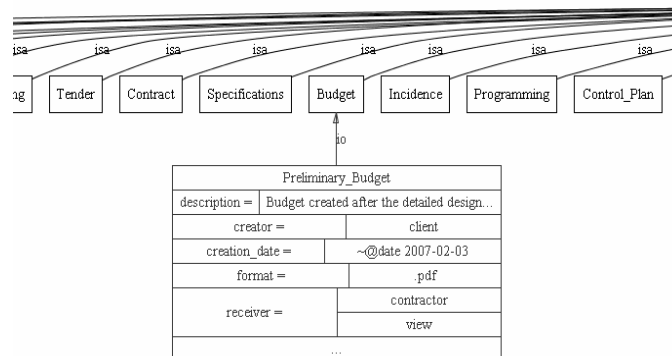 isa isa isa isa isa isa isa isa
ng Tender Contract Specifications Budget Incidence Programming Control_Plan
io
Preliminary_Budget
description = Budget created after the detailed design...
creator = client
creation_date = ~@date 2007-02-03
format = .pdf
receiver = contractor
view
...